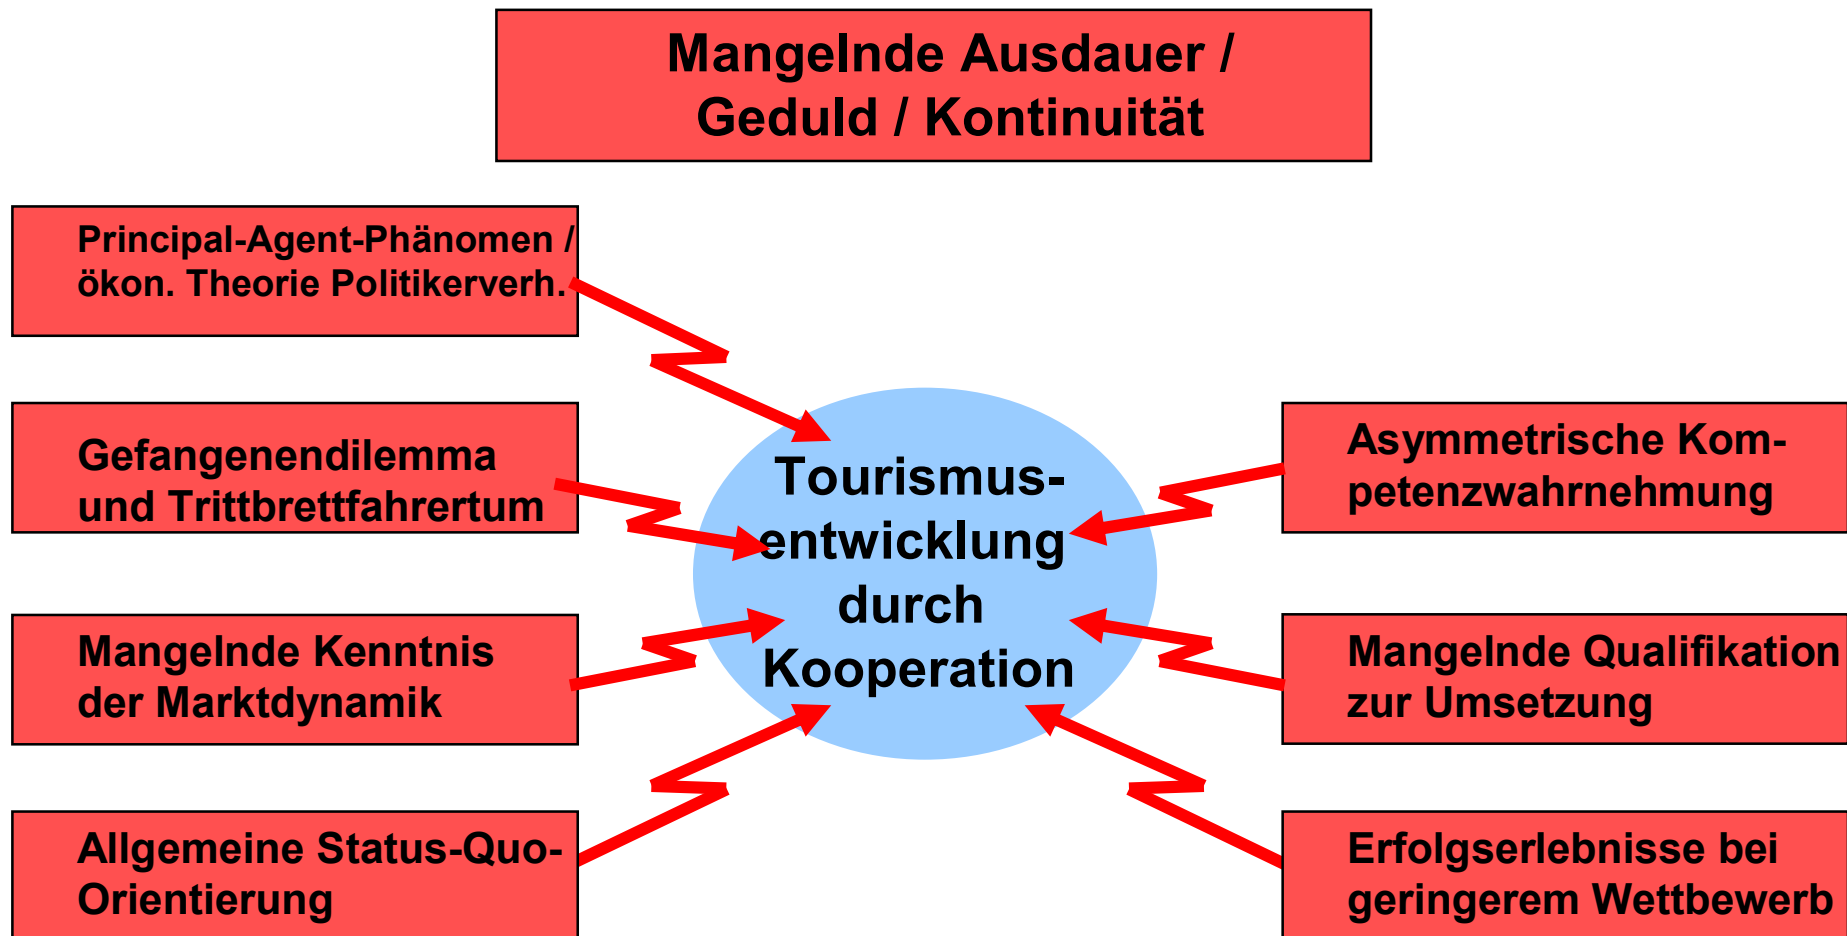 Mangelnde Ausdauer /
Geduld / Kontinuität
Principal-Agent-Phänomen /
ökon. Theorie Politikerverh.
Gefangenendilemma
und Trittbrettfahrertum
Mangelnde Kenntnis
der Marktdynamik
Allgemeine Status-Quo-
Orientierung
Tourismus-
entwicklung
durch
Kooperation
Asymmetrische Kom-
petenzwahrnehmung
Mangelnde Qualifikation
zur Umsetzung
Erfolgserlebnisse bei
geringerem Wettbewerb